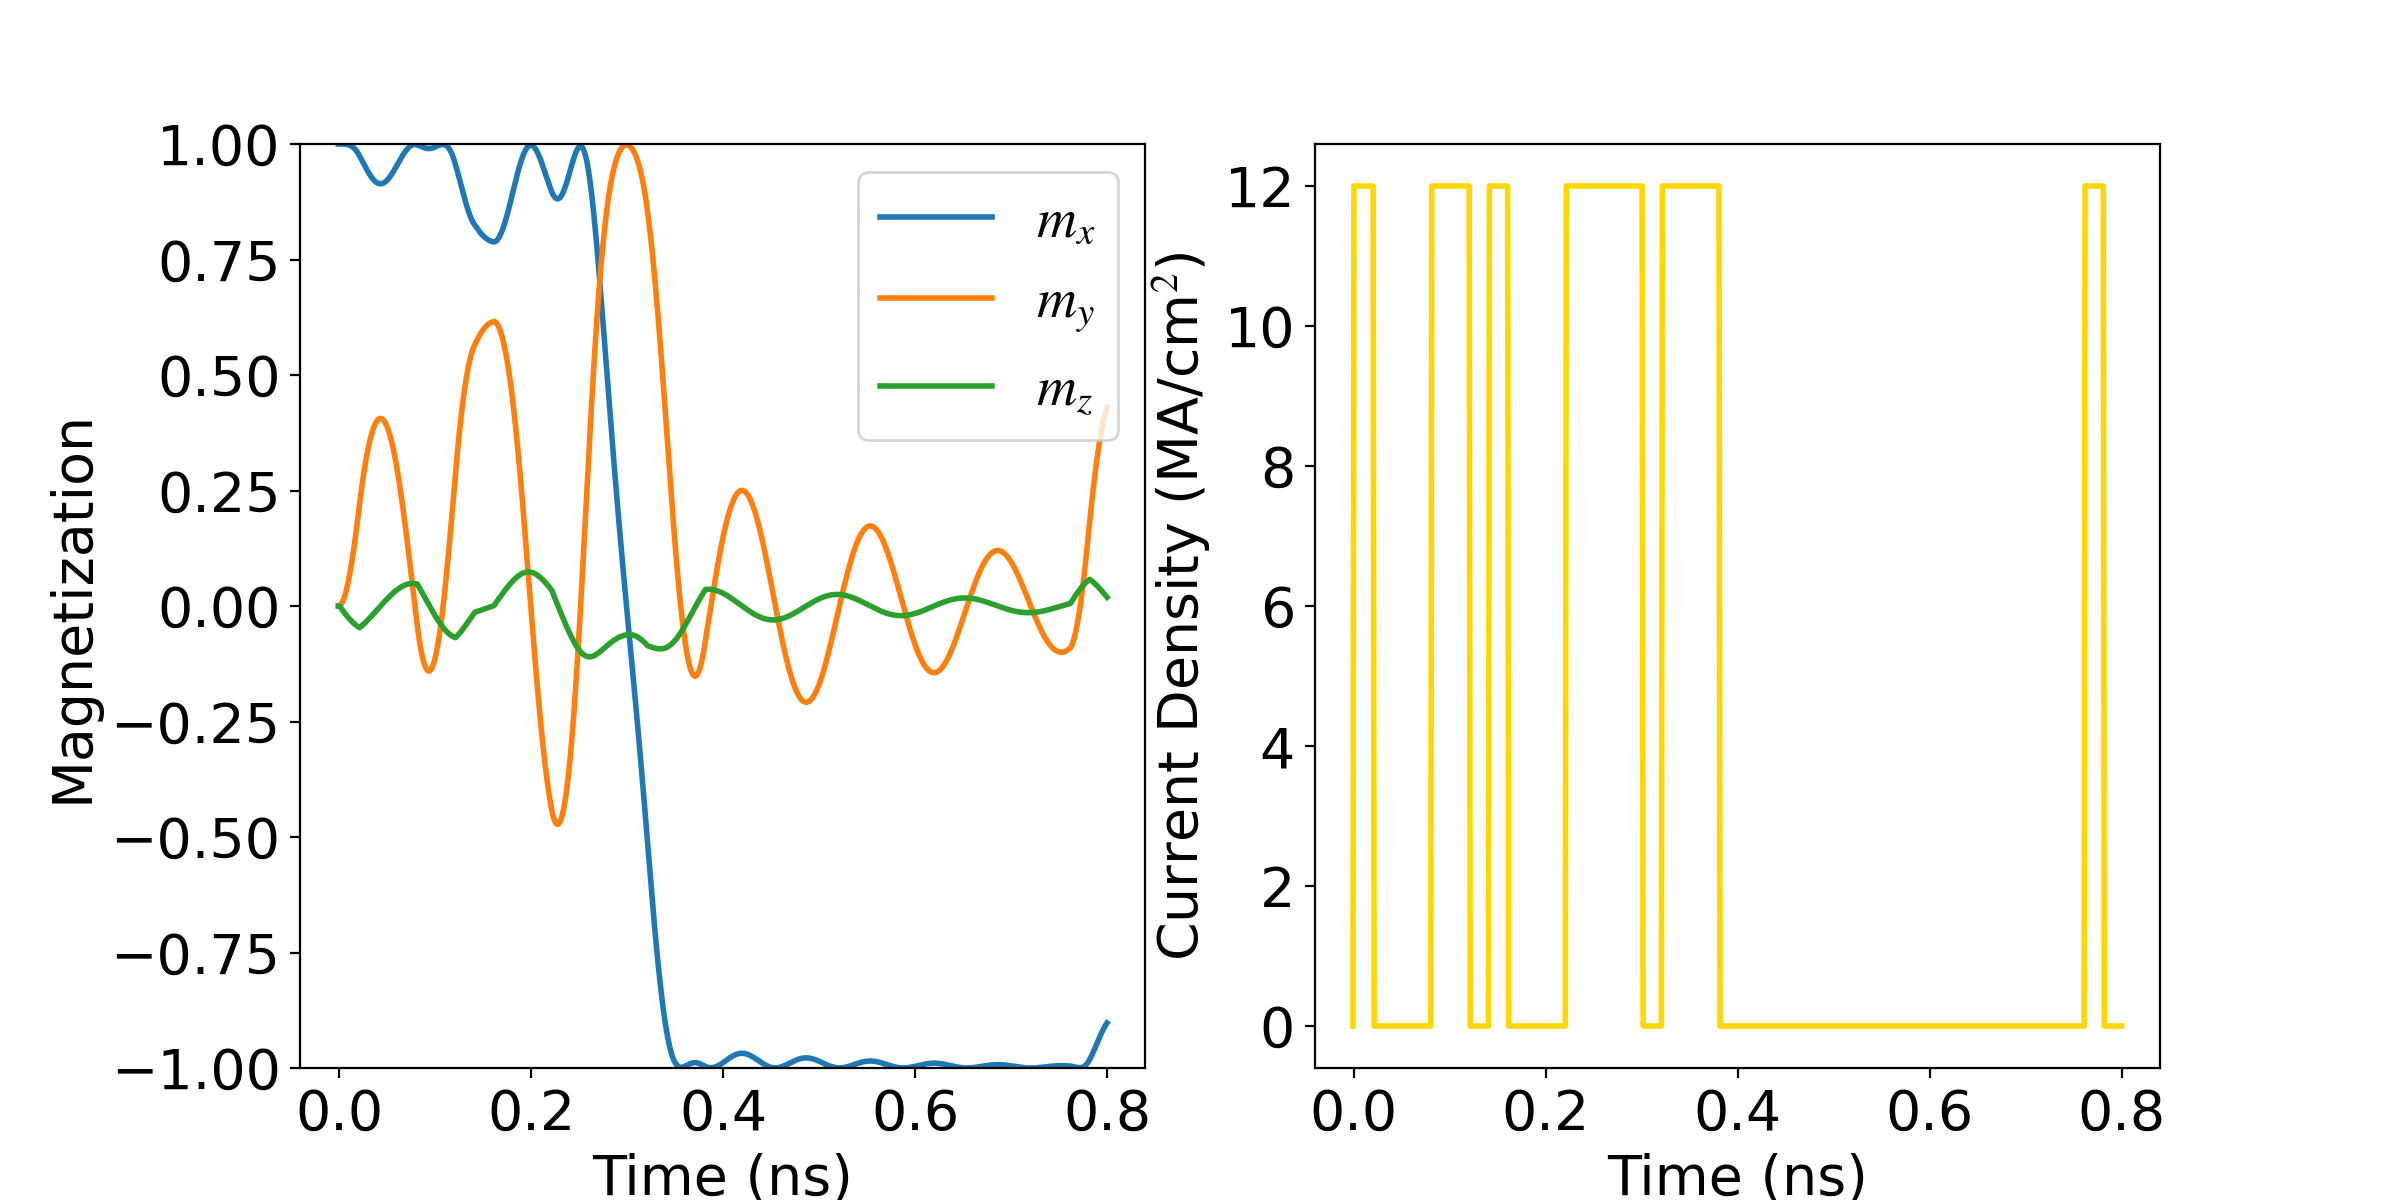 Magnetization
1.00
0.75
0.50
0.25
0.00
−0.25
−0.50
−0.75
−1.00
0.0 0.2 0.4 0.6 0.8
Time (ns)
m_x
m_y
m_z
Current Density (MA/cm²)
12
10
8
6
4
2
0
0.0 0.2 0.4 0.6 0.8
Time (ns)